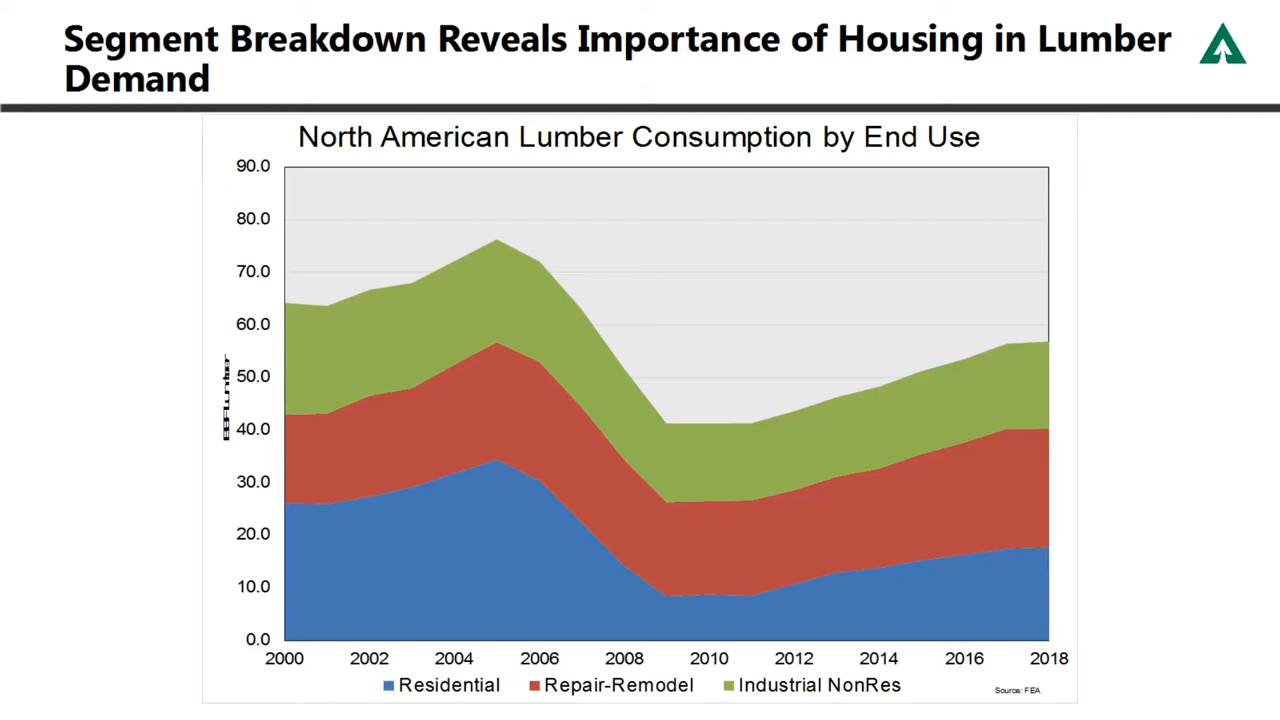 Segment Breakdown Reveals Importance of Housing in Lumber
Demand
North American Lumber Consumption by End Use
90.0
80.0
70.0
60.0
50.0
40.0
30.0
20.0
10.0
0.0
2000 2002 2004 2006 2008 2010 2012 2014 2016 2018
Residential Repair-Remodel Industrial NonRes
Source: FEA